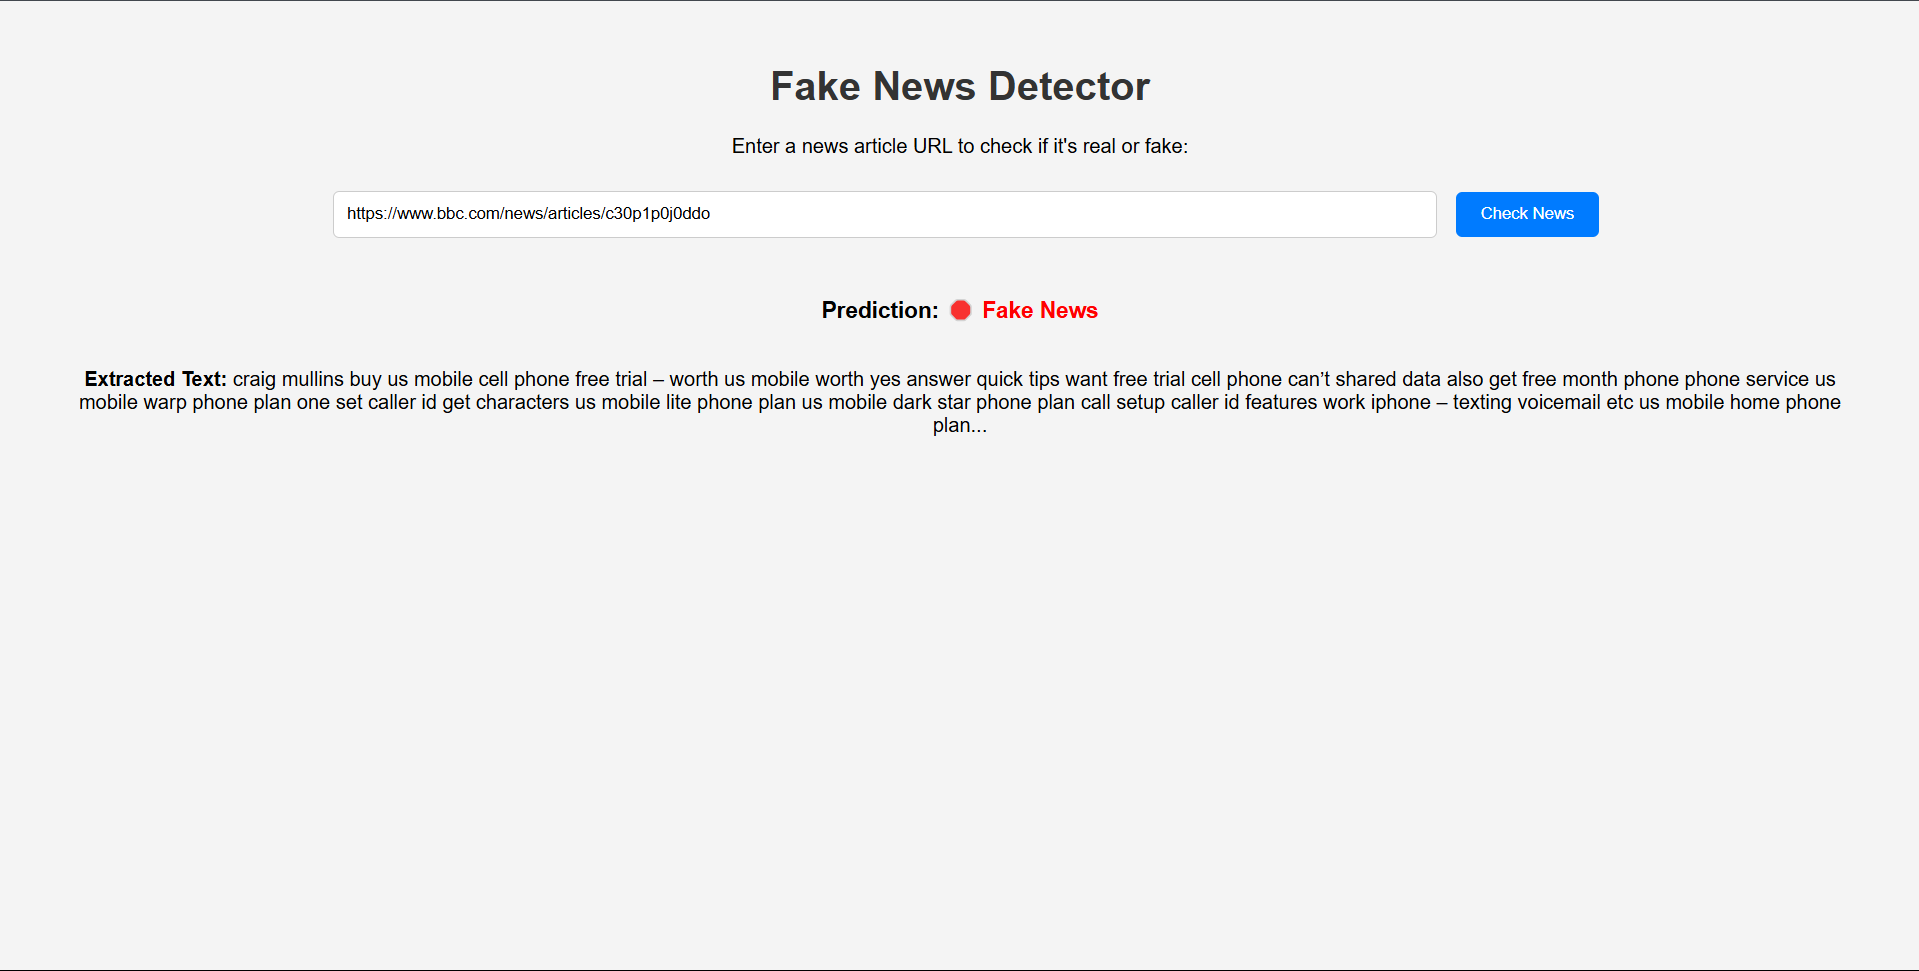 Fake News Detector
Enter a news article URL to check if it's real or fake:
https://www.bbc.com/news/articles/c30p1p0j0ddo
Check News
Prediction: 🛑 Fake News
Extracted Text: craig mullins buy us mobile cell phone free trial – worth us mobile worth yes answer quick tips want free trial cell phone can’t shared data also get free month phone phone service us
mobile warp phone plan one set caller id get characters us mobile lite phone plan us mobile dark star phone plan call setup caller id features work iphone – texting voicemail etc us mobile home phone
plan...